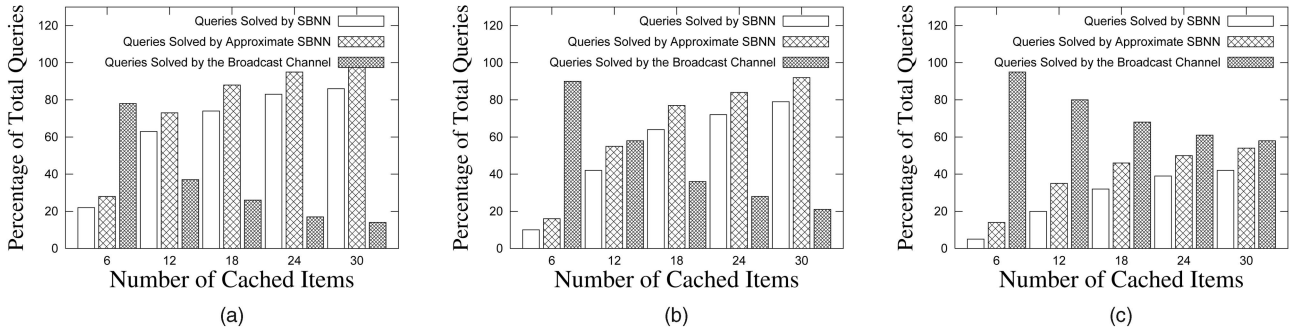 Percentage of Total Queries
120
100
80
60
40
20
0
Queries Solved by SBNN
Queries Solved by Approximate SBNN
Queries Solved by the Broadcast Channel
6 12 18 24 30
Number of Cached Items
(a)
Percentage of Total Queries
120
100
80
60
40
20
0
Queries Solved by SBNN
Queries Solved by Approximate SBNN
Queries Solved by the Broadcast Channel
6 12 18 24 30
Number of Cached Items
(b)
Percentage of Total Queries
120
100
80
60
40
20
0
Queries Solved by SBNN
Queries Solved by Approximate SBNN
Queries Solved by the Broadcast Channel
6 12 18 24 30
Number of Cached Items
(c)